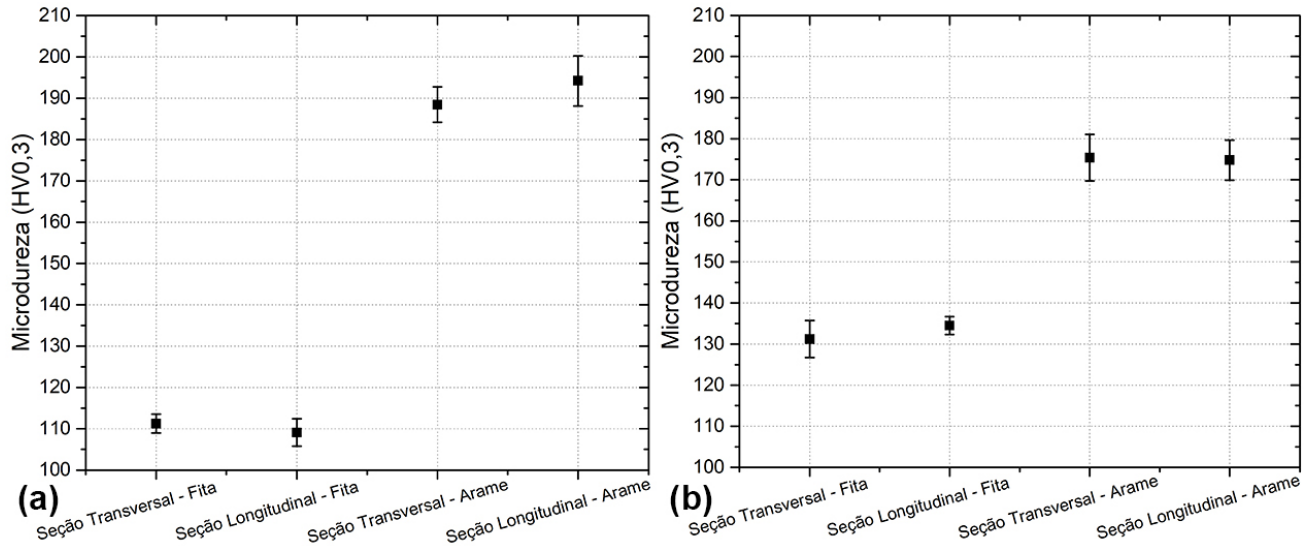 210
200
190
180
170
160
150
140
130
120
110
100
Microdureza (HV0,3)
Seção Transversal - Fita
Seção Longitudinal - Fita
Seção Transversal - Arame
Seção Longitudinal - Arame
(a)
210
200
190
180
170
160
150
140
130
120
110
100
Microdureza (HV0,3)
Seção Transversal - Fita
Seção Longitudinal - Fita
Seção Transversal - Arame
Seção Longitudinal - Arame
(b)